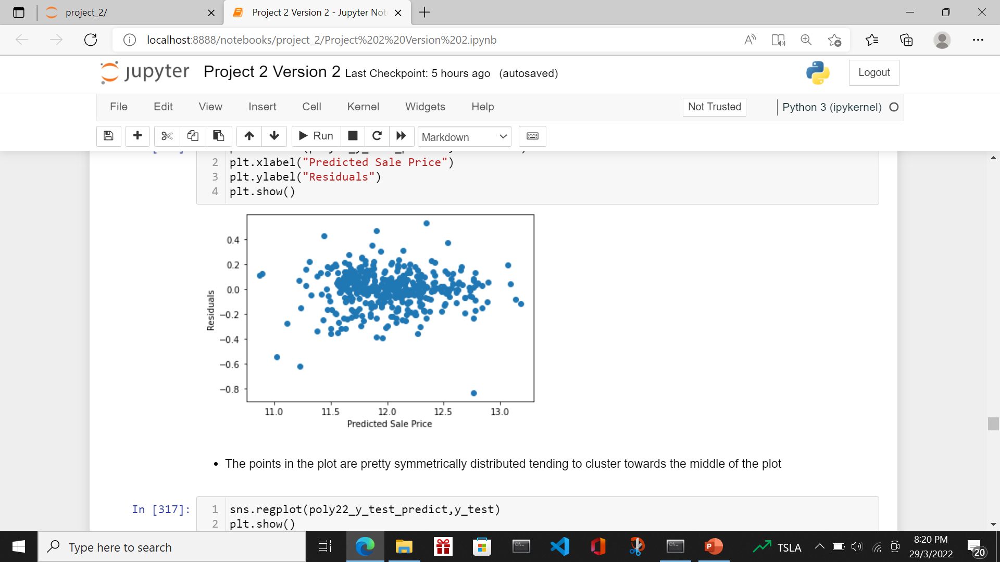 project_2/
Project 2 Version 2 - Jupyter Not
localhost:8888/notebooks/project_2/Project%202%20Version%202.ipynb
jupyter Project 2 Version 2 Last Checkpoint: 5 hours ago (autosaved)
Logout
File Edit View Insert Cell Kernel Widgets Help
Not Trusted
Python 3 (ipykernel)
Run
Markdown
2 plt.xlabel("Predicted Sale Price")
3 plt.ylabel("Residuals")
4 plt.show()
0.4
0.2
0.0
−0.2
−0.4
−0.6
−0.8
Residuals
11.0 11.5 12.0 12.5 13.0
Predicted Sale Price
• The points in the plot are pretty symmetrically distributed tending to cluster towards the middle of the plot
In [317]: 1 sns.regplot(poly22_y_test_predict,y_test)
2 plt.show()
Type here to search
TSLA
8:20 PM
29/3/2022
20